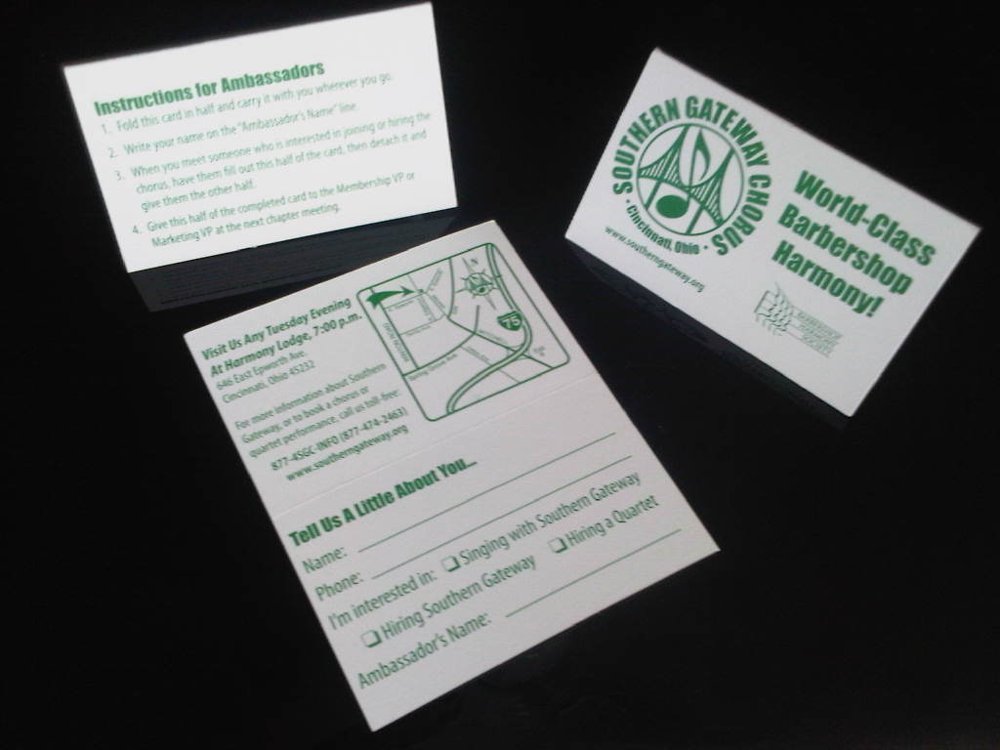 Instructions for Ambassadors
1. Fold this card in half and carry it with you wherever you go.
2. Write your name on the "Ambassador's Name" line.
3. When you meet someone who is interested in joining or hiring the
chorus, have them fill out this half of the card, then detach it and
give them the other half.
4. Give this half of the completed card to the Membership VP or
Marketing VP at the next chapter meeting.
SOUTHERN GATEWAY CHORUS
• Cincinnati, Ohio •
www.southerngateway.org
World-Class
Barbershop
Harmony!
BARBERSHOP
HARMONY
SOCIETY
Visit Us Any Tuesday Evening
At Harmony Lodge, 7:00 p.m.
646 East Epworth Ave.
Cincinnati, Ohio 45232
For more information about Southern
Gateway, or to book a chorus or
quartet performance, call us toll-free:
877-4SGC-INFO (877-474-2463)
www.southerngateway.org
N
75
Spring Grove Ave.
Tell Us A Little About You...
Name:
Phone:
I'm interested in: ❏ Singing with Southern Gateway
❏ Hiring Southern Gateway ❏ Hiring a Quartet
Ambassador's Name: